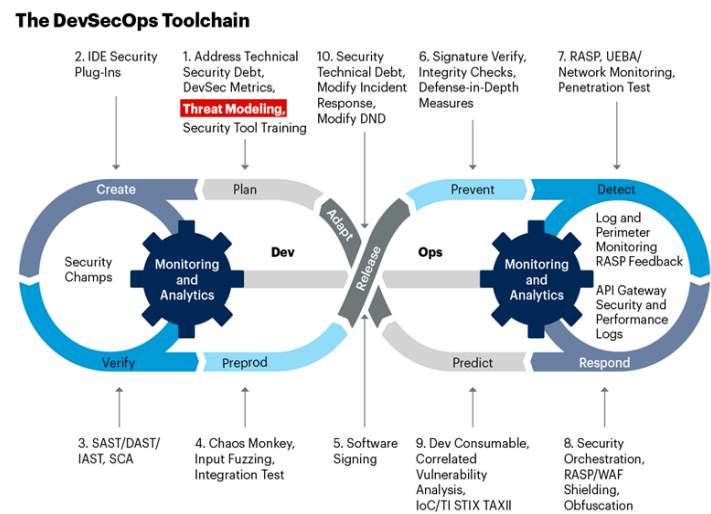 The DevSecOps Toolchain
2. IDE Security
Plug-Ins
1. Address Technical
Security Debt,
DevSec Metrics,
Threat Modeling,
Security Tool Training
10. Security
Technical Debt,
Modify Incident
Response,
Modify DND
6. Signature Verify,
Integrity Checks,
Defense-in-Depth
Measures
7. RASP, UEBA/
Network Monitoring,
Penetration Test
Create
Plan
Adapt
Release
Prevent
Detect
Security
Champs
Monitoring
and
Analytics
Dev
Ops
Monitoring
and
Analytics
Log and
Perimeter
Monitoring
RASP Feedback
API Gateway
Security and
Performance
Logs
Verify
Preprod
Predict
Respond
3. SAST/DAST/
IAST, SCA
4. Chaos Monkey,
Input Fuzzing,
Integration Test
5. Software
Signing
9. Dev Consumable,
Correlated
Vulnerability
Analysis,
IoC/TI STIX TAXII
8. Security
Orchestration,
RASP/WAF
Shielding,
Obfuscation